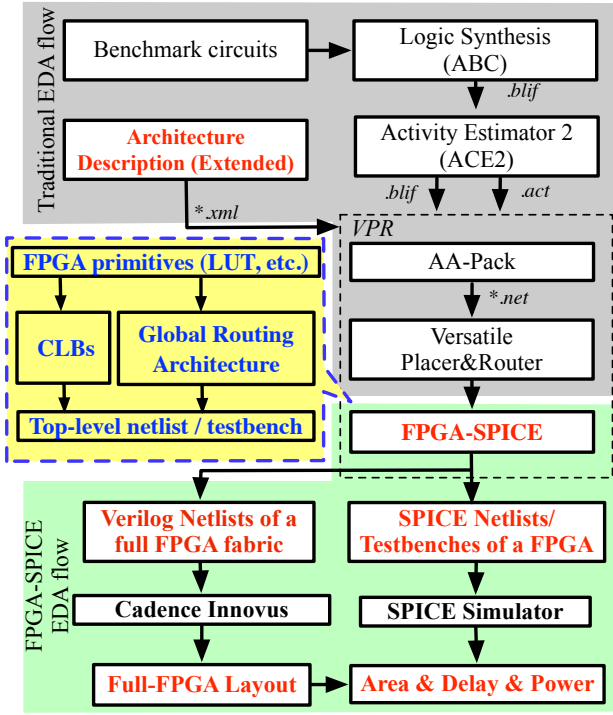 Traditional EDA flow
Benchmark circuits
Logic Synthesis
(ABC)
.blif
Architecture
Description (Extended)
Activity Estimator 2
(ACE2)
*.xml
.blif
.act
VPR
FPGA primitives (LUT, etc.)
AA-Pack
*.net
CLBs
Global Routing
Architecture
Versatile
Placer&Router
Top-level netlist / testbench
FPGA-SPICE
FPGA-SPICE
EDA flow
Verilog Netlists of a
full FPGA fabric
SPICE Netlists/
Testbenches of a FPGA
Cadence Innovus
SPICE Simulator
Full-FPGA Layout
Area & Delay & Power